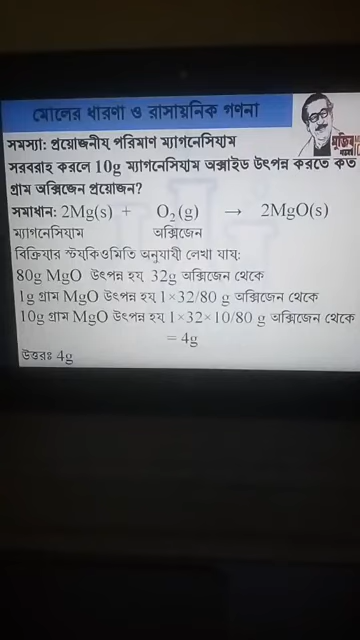 মোলের ধারণা ও রাসায়নিক গণনা
সমস্যা: প্রয়োজনীয় পরিমাণ ম্যাগনেসিয়াম
সরবরাহ করলে 10g ম্যাগনেসিয়াম অক্সাইড উৎপন্ন করতে কত
গ্রাম অক্সিজেন প্রয়োজন?
সমাধান: 2Mg(s) + O₂(g) → 2MgO(s)
ম্যাগনেসিয়াম অক্সিজেন
বিক্রিয়ার স্টয়কিওমিতি অনুযায়ী লেখা যায়:
80g MgO উৎপন্ন হয় 32g অক্সিজেন থেকে
1g গ্রাম MgO উৎপন্ন হয় 1×32/80 g অক্সিজেন থেকে
10g গ্রাম MgO উৎপন্ন হয় 1×32×10/80 g অক্সিজেন থেকে
= 4g
উত্তরঃ 4g